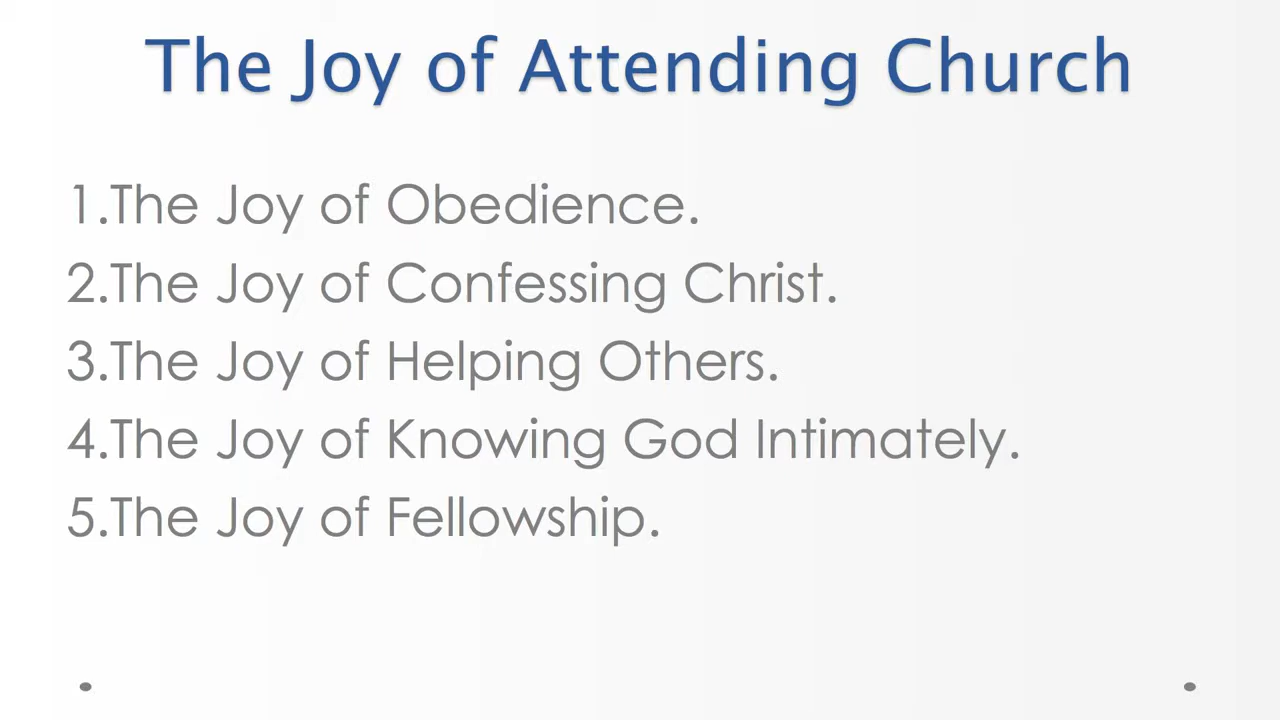 The Joy of Attending Church
1.The Joy of Obedience.
2.The Joy of Confessing Christ.
3.The Joy of Helping Others.
4.The Joy of Knowing God Intimately.
5.The Joy of Fellowship.